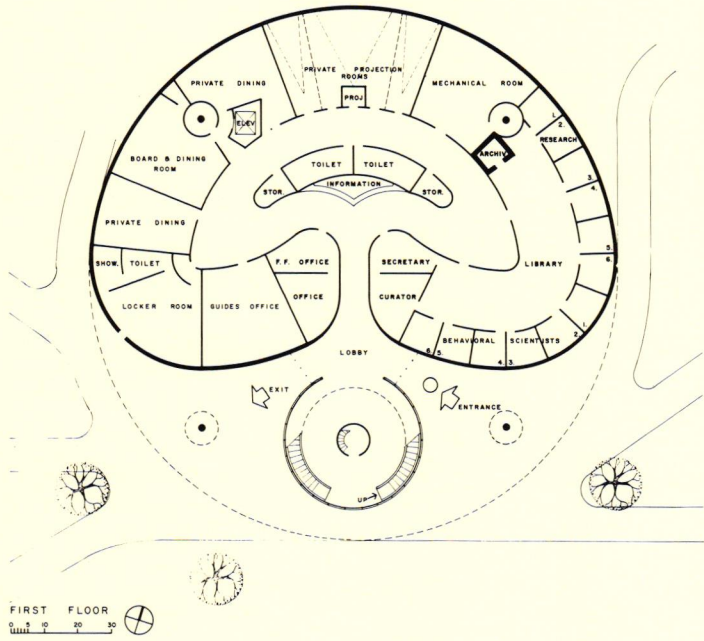 PRIVATE PROJECTION
ROOMS
PRIVATE DINING
MECHANICAL ROOM
PROJ
ELEV
1.
2.
RESEARCH
BOARD & DINING
ROOM
TOILET TOILET
ARCHIV
INFORMATION
STOR. STOR.
3.
4.
PRIVATE DINING
5.
6.
SHOW. TOILET
F. F. OFFICE
SECRETARY
LIBRARY
LOCKER ROOM
GUIDES OFFICE
OFFICE
CURATOR
1.
2.
BEHAVIORAL SCIENTISTS
6. 5. 4. 3.
LOBBY
EXIT
ENTRANCE
UP
FIRST FLOOR
0 5 10 20 30